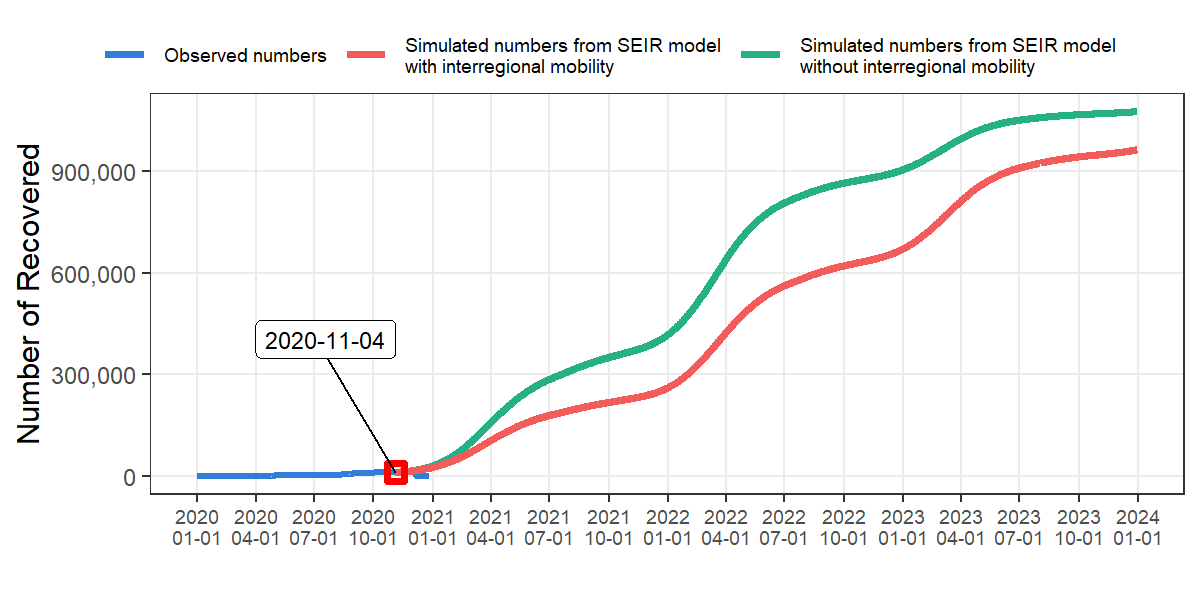 Observed numbers
Simulated numbers from SEIR model
with interregional mobility
Simulated numbers from SEIR model
without interregional mobility
Number of Recovered
900,000
600,000
300,000
0
2020-11-04
2020 2020 2020 2020 2021 2021 2021 2021 2022 2022 2022 2022 2023 2023 2023 2023 2024
01-01 04-01 07-01 10-01 01-01 04-01 07-01 10-01 01-01 04-01 07-01 10-01 01-01 04-01 07-01 10-01 01-01